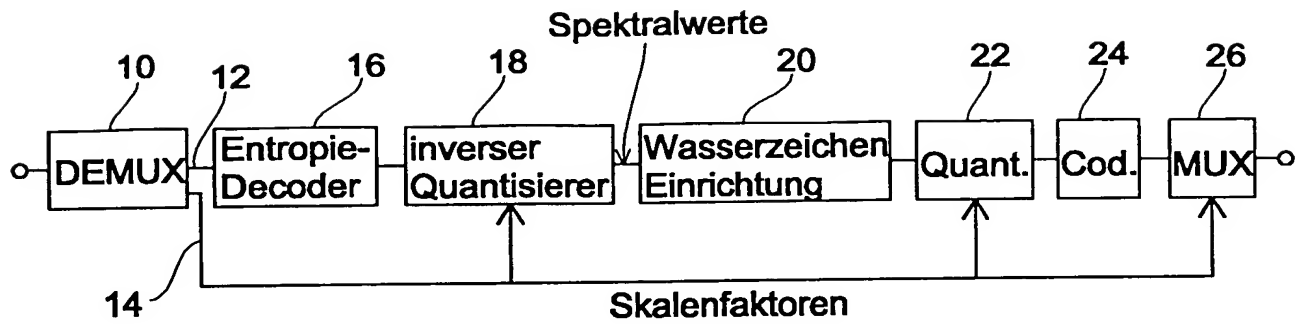 Spektralwerte
10
12
16
18
20
22
24
26
DEMUX
Entropie-
Decoder
inverser
Quantisierer
Wasserzeichen
Einrichtung
Quant.
Cod.
MUX
14
Skalenfaktoren